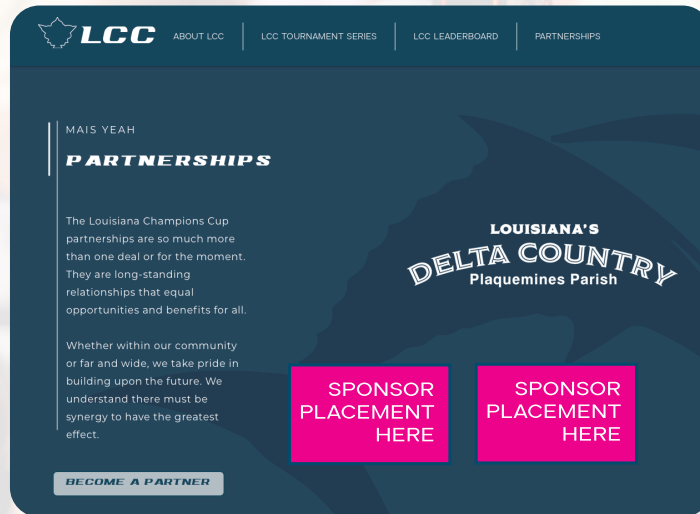 LCC
ABOUT LCC
LCC TOURNAMENT SERIES
LCC LEADERBOARD
PARTNERSHIPS
MAIS YEAH
PARTNERSHIPS
The Louisiana Champions Cup
partnerships are so much more
than one deal or for the moment.
They are long-standing
relationships that equal
opportunities and benefits for all.
Whether within our community
or far and wide, we take pride in
building upon the future. We
understand there must be
synergy to have the greatest
effect.
BECOME A PARTNER
LOUISIANA'S
DELTA COUNTRY
Plaquemines Parish
SPONSOR
PLACEMENT
HERE
SPONSOR
PLACEMENT
HERE